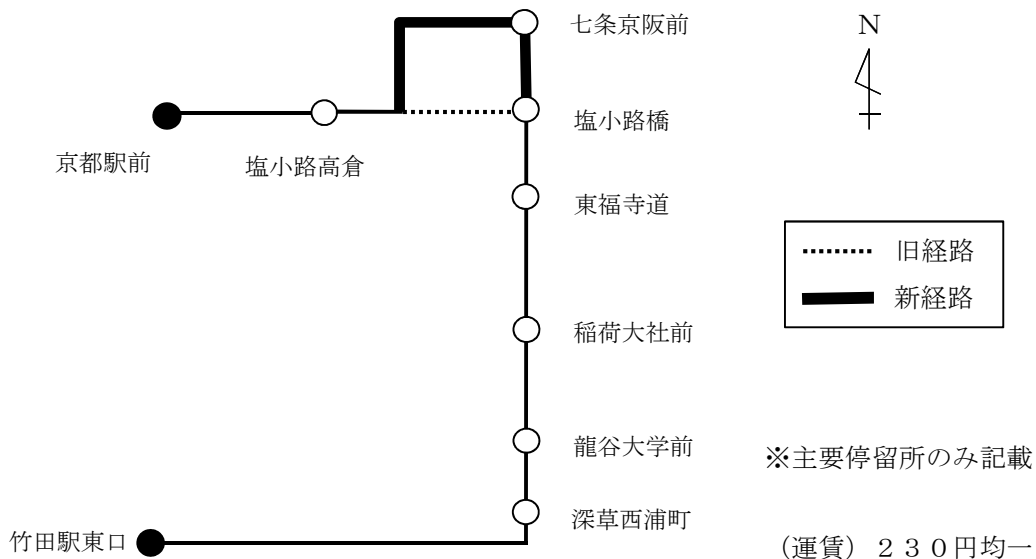 七条京阪前
N
塩小路橋
京都駅前
塩小路高倉
東福寺道
旧経路
新経路
稲荷大社前
龍谷大学前
※主要停留所のみ記載
深草西浦町
竹田駅東口
（運賃）２３０円均一